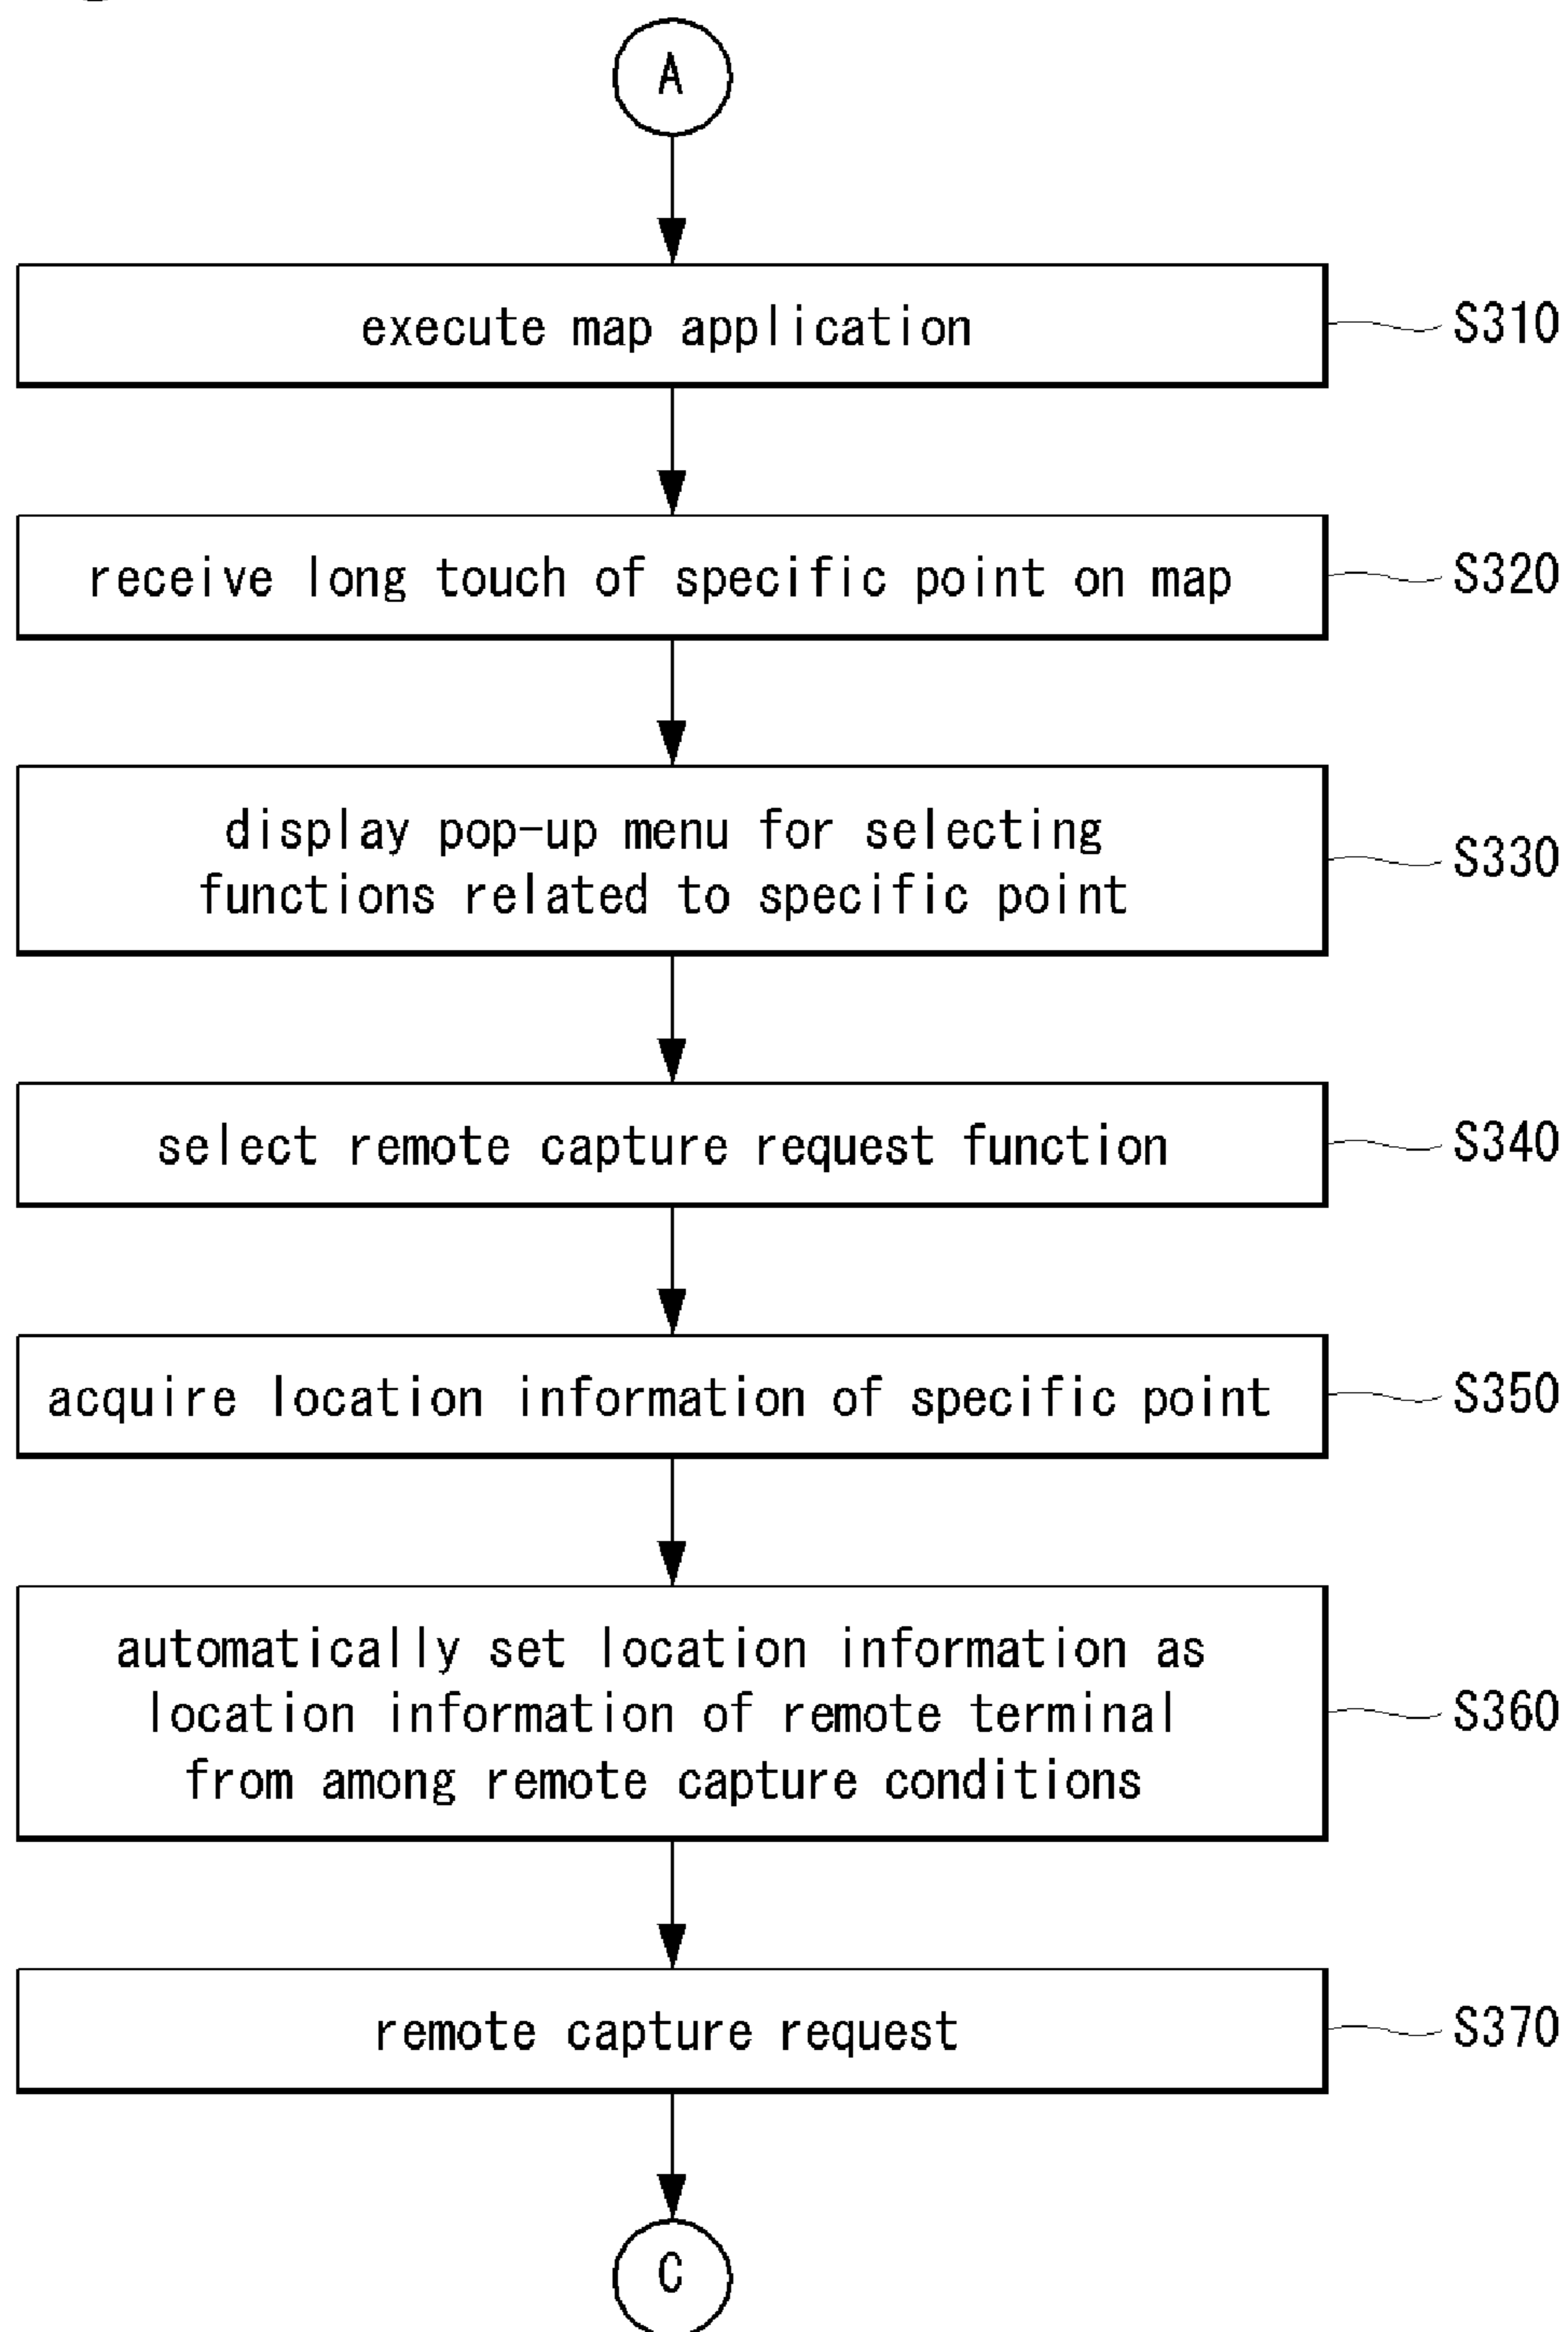 A
execute map application
S310
receive long touch of specific point on map
S320
display pop-up menu for selecting
functions related to specific point
S330
select remote capture request function
S340
acquire location information of specific point
S350
automatically set location information as
location information of remote terminal
from among remote capture conditions
S360
remote capture request
S370
C